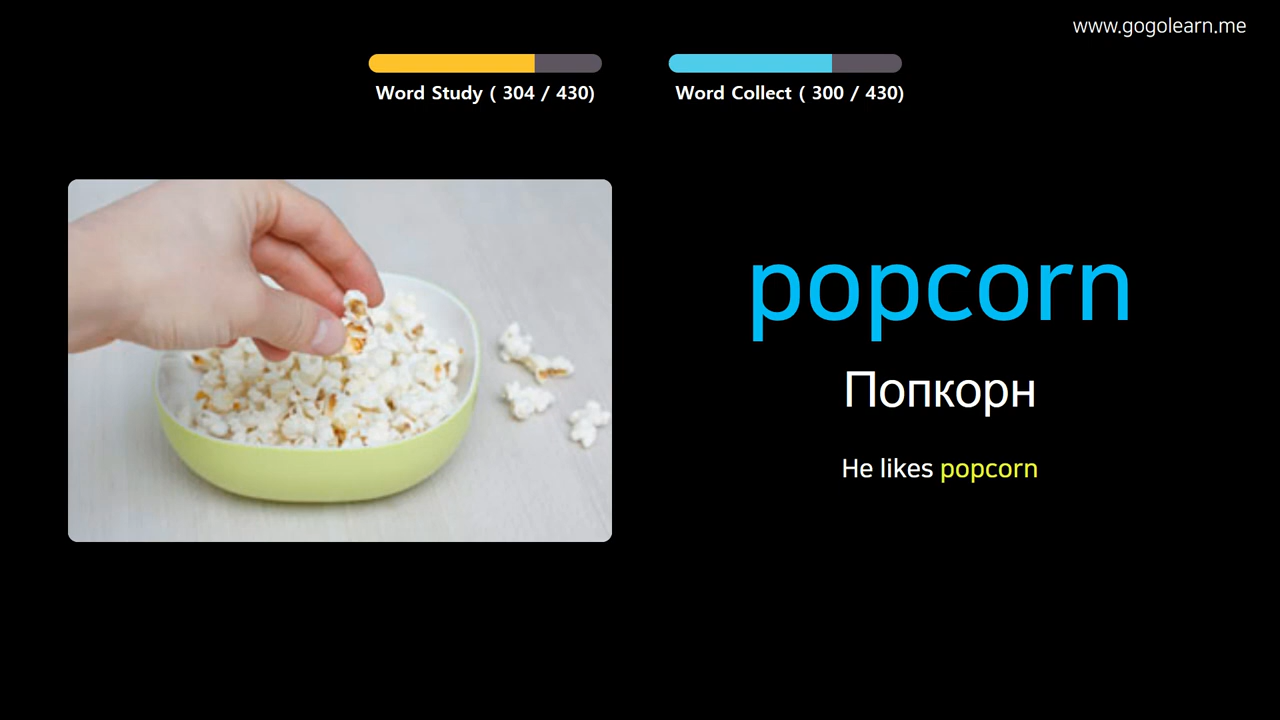 www.gogolearn.me
Word Study ( 304 / 430)
Word Collect ( 300 / 430)
popcorn
Попкорн
He likes popcorn